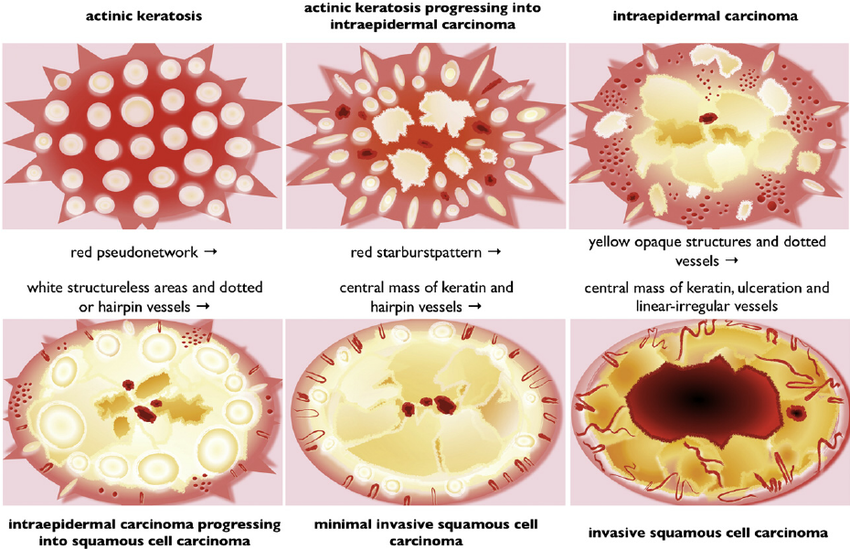 actinic keratosis
actinic keratosis progressing into
intraepidermal carcinoma
intraepidermal carcinoma
red pseudonetwork →
red starburstpattern →
yellow opaque structures and dotted
vessels →
white structureless areas and dotted
or hairpin vessels →
central mass of keratin and
hairpin vessels →
central mass of keratin, ulceration and
linear-irregular vessels
intraepidermal carcinoma progressing
into squamous cell carcinoma
minimal invasive squamous cell
carcinoma
invasive squamous cell carcinoma